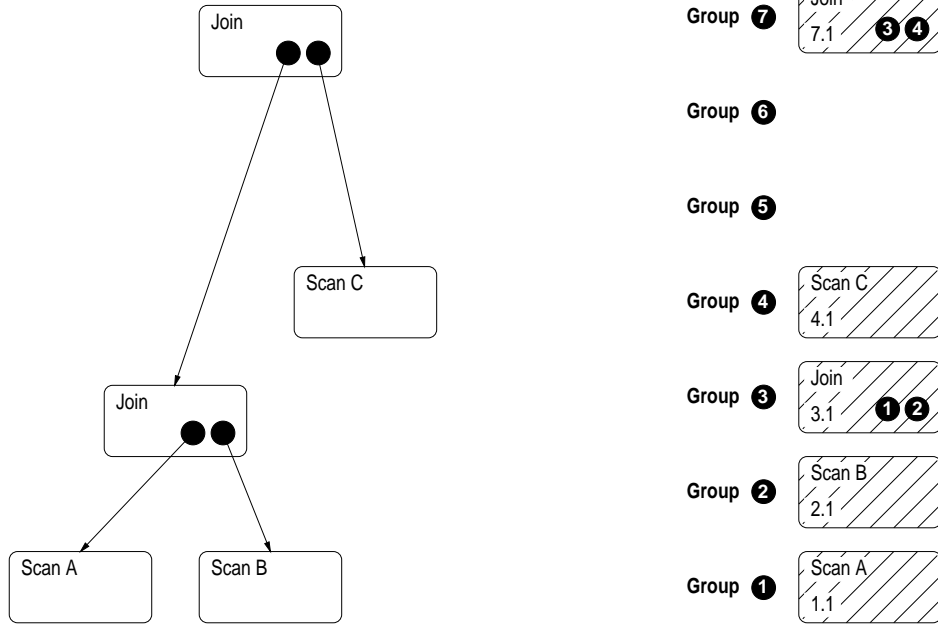 Join
Scan C
Join
Scan A
Scan B
Group 7
Join
7.1 3 4
Group 6
Group 5
Group 4
Scan C
4.1
Group 3
Join
3.1 1 2
Group 2
Scan B
2.1
Group 1
Scan A
1.1